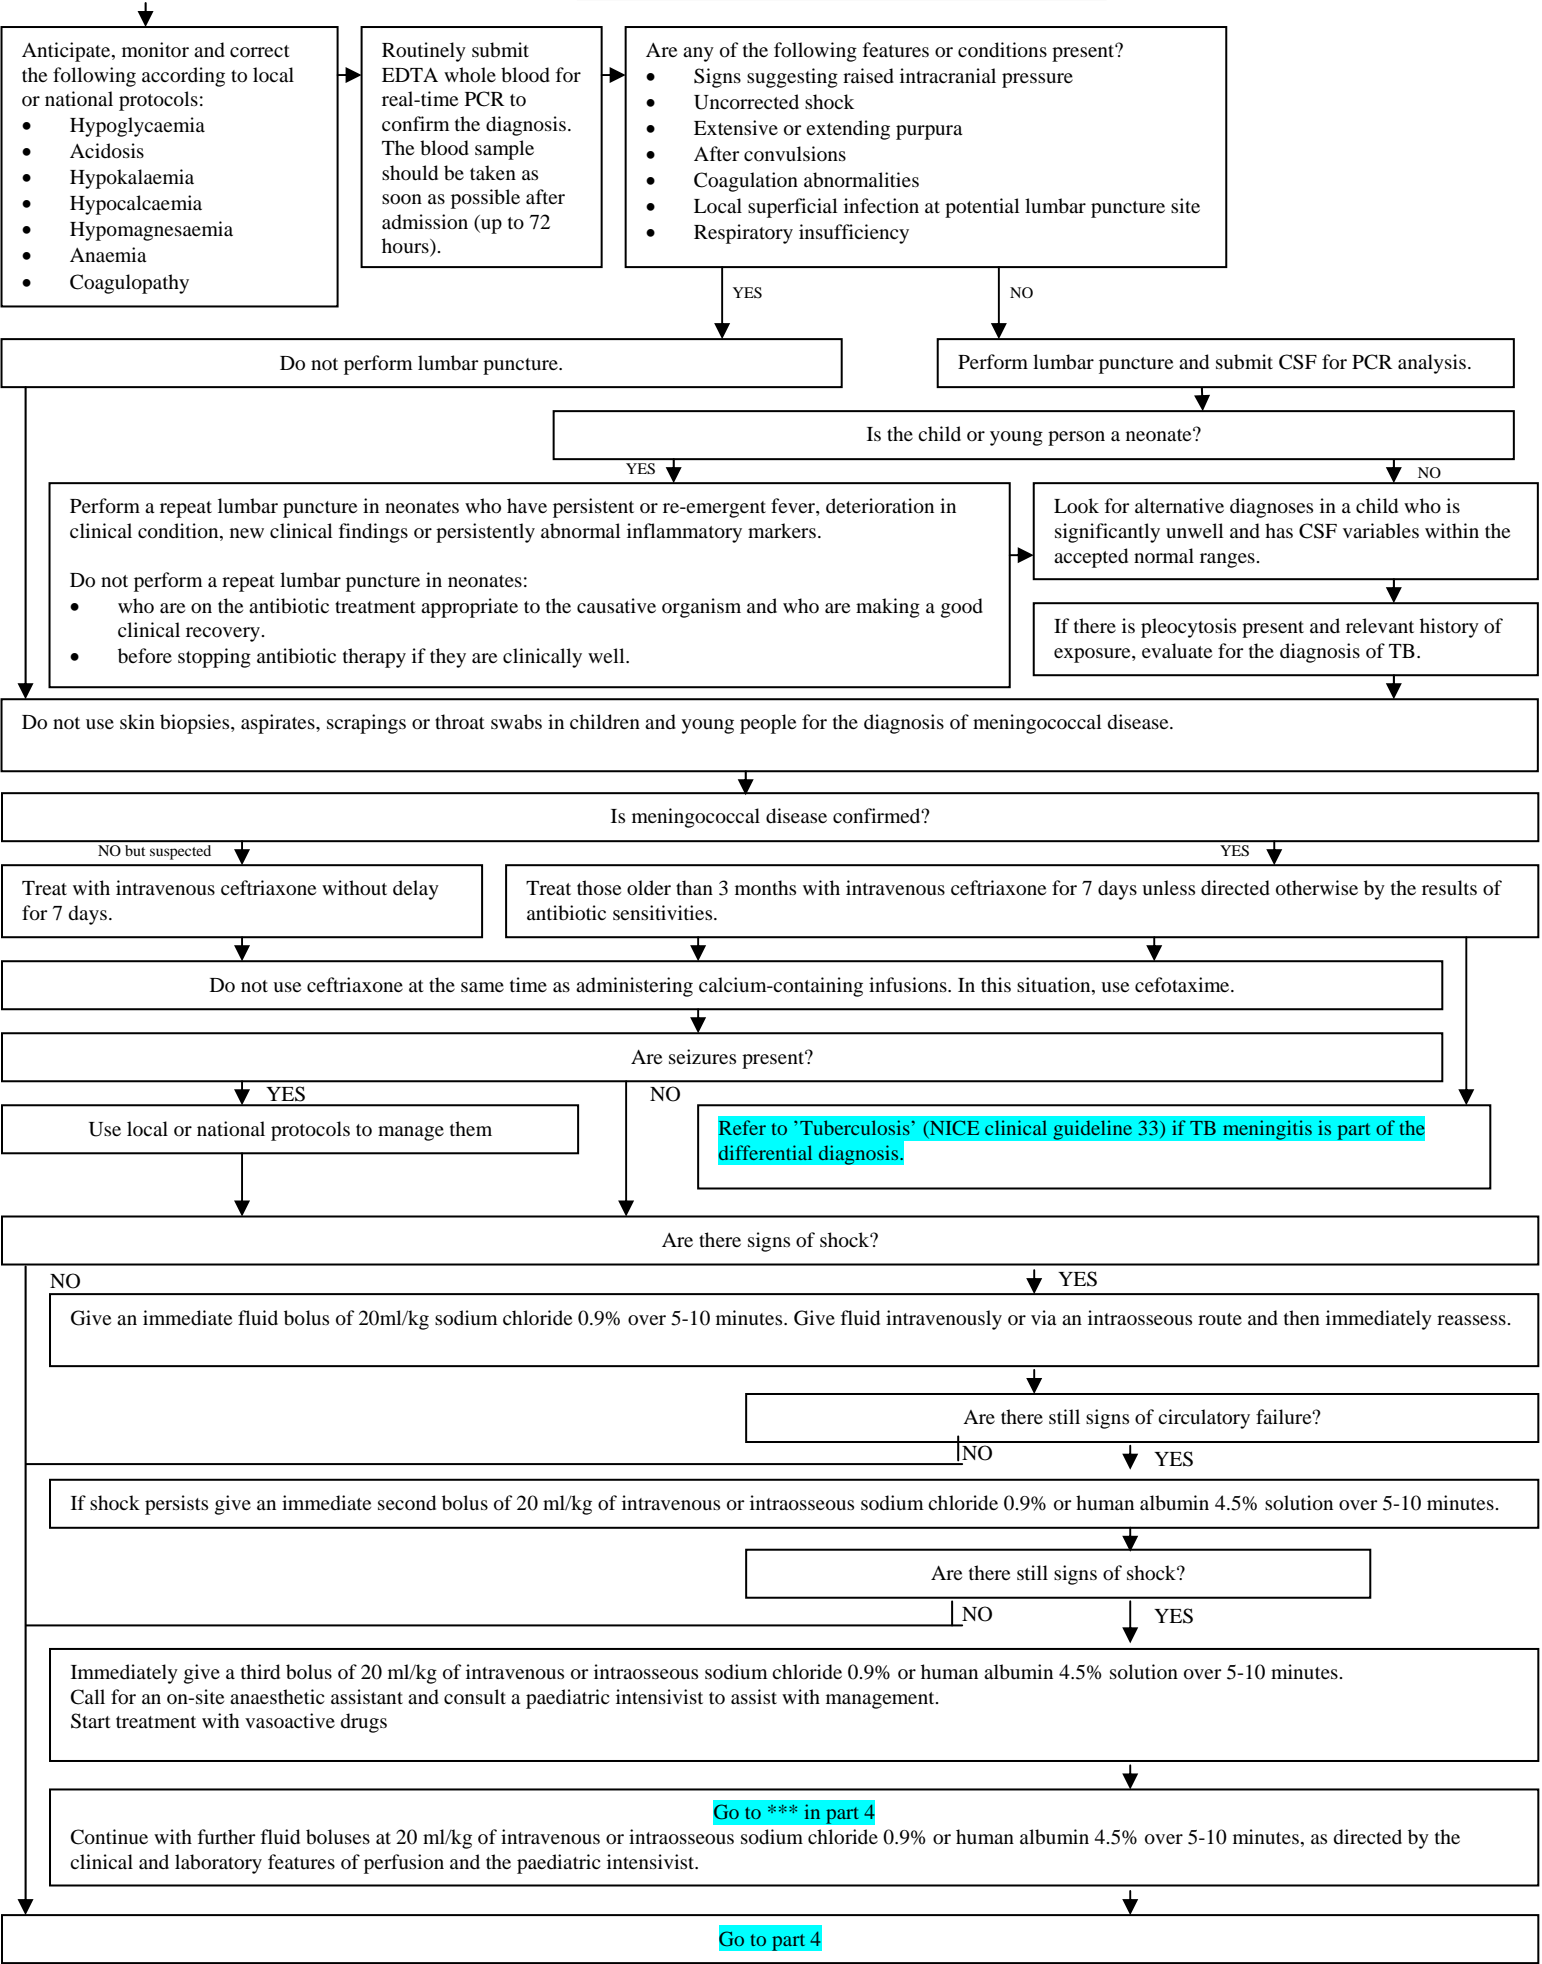 Anticipate, monitor and correct
the following according to local
or national protocols:
• Hypoglycaemia
• Acidosis
• Hypokalaemia
• Hypocalcaemia
• Hypomagnesaemia
• Anaemia
• Coagulopathy
Routinely submit
EDTA whole blood for
real-time PCR to
confirm the diagnosis.
The blood sample
should be taken as
soon as possible after
admission (up to 72
hours).
Are any of the following features or conditions present?
• Signs suggesting raised intracranial pressure
• Uncorrected shock
• Extensive or extending purpura
• After convulsions
• Coagulation abnormalities
• Local superficial infection at potential lumbar puncture site
• Respiratory insufficiency
YES
NO
Do not perform lumbar puncture.
Perform lumbar puncture and submit CSF for PCR analysis.
Is the child or young person a neonate?
YES
NO
Perform a repeat lumbar puncture in neonates who have persistent or re-emergent fever, deterioration in
clinical condition, new clinical findings or persistently abnormal inflammatory markers.
Do not perform a repeat lumbar puncture in neonates:
• who are on the antibiotic treatment appropriate to the causative organism and who are making a good
clinical recovery.
• before stopping antibiotic therapy if they are clinically well.
Look for alternative diagnoses in a child who is
significantly unwell and has CSF variables within the
accepted normal ranges.
If there is pleocytosis present and relevant history of
exposure, evaluate for the diagnosis of TB.
Do not use skin biopsies, aspirates, scrapings or throat swabs in children and young people for the diagnosis of meningococcal disease.
Is meningococcal disease confirmed?
NO but suspected
YES
Treat with intravenous ceftriaxone without delay
for 7 days.
Treat those older than 3 months with intravenous ceftriaxone for 7 days unless directed otherwise by the results of
antibiotic sensitivities.
Do not use ceftriaxone at the same time as administering calcium-containing infusions. In this situation, use cefotaxime.
Are seizures present?
YES
NO
Use local or national protocols to manage them
Refer to ’Tuberculosis’ (NICE clinical guideline 33) if TB meningitis is part of the
differential diagnosis.
Are there signs of shock?
NO
YES
Give an immediate fluid bolus of 20ml/kg sodium chloride 0.9% over 5-10 minutes. Give fluid intravenously or via an intraosseous route and then immediately reassess.
Are there still signs of circulatory failure?
NO
YES
If shock persists give an immediate second bolus of 20 ml/kg of intravenous or intraosseous sodium chloride 0.9% or human albumin 4.5% solution over 5-10 minutes.
Are there still signs of shock?
NO
YES
Immediately give a third bolus of 20 ml/kg of intravenous or intraosseous sodium chloride 0.9% or human albumin 4.5% solution over 5-10 minutes.
Call for an on-site anaesthetic assistant and consult a paediatric intensivist to assist with management.
Start treatment with vasoactive drugs
Go to *** in part 4
Continue with further fluid boluses at 20 ml/kg of intravenous or intraosseous sodium chloride 0.9% or human albumin 4.5% over 5-10 minutes, as directed by the
clinical and laboratory features of perfusion and the paediatric intensivist.
Go to part 4